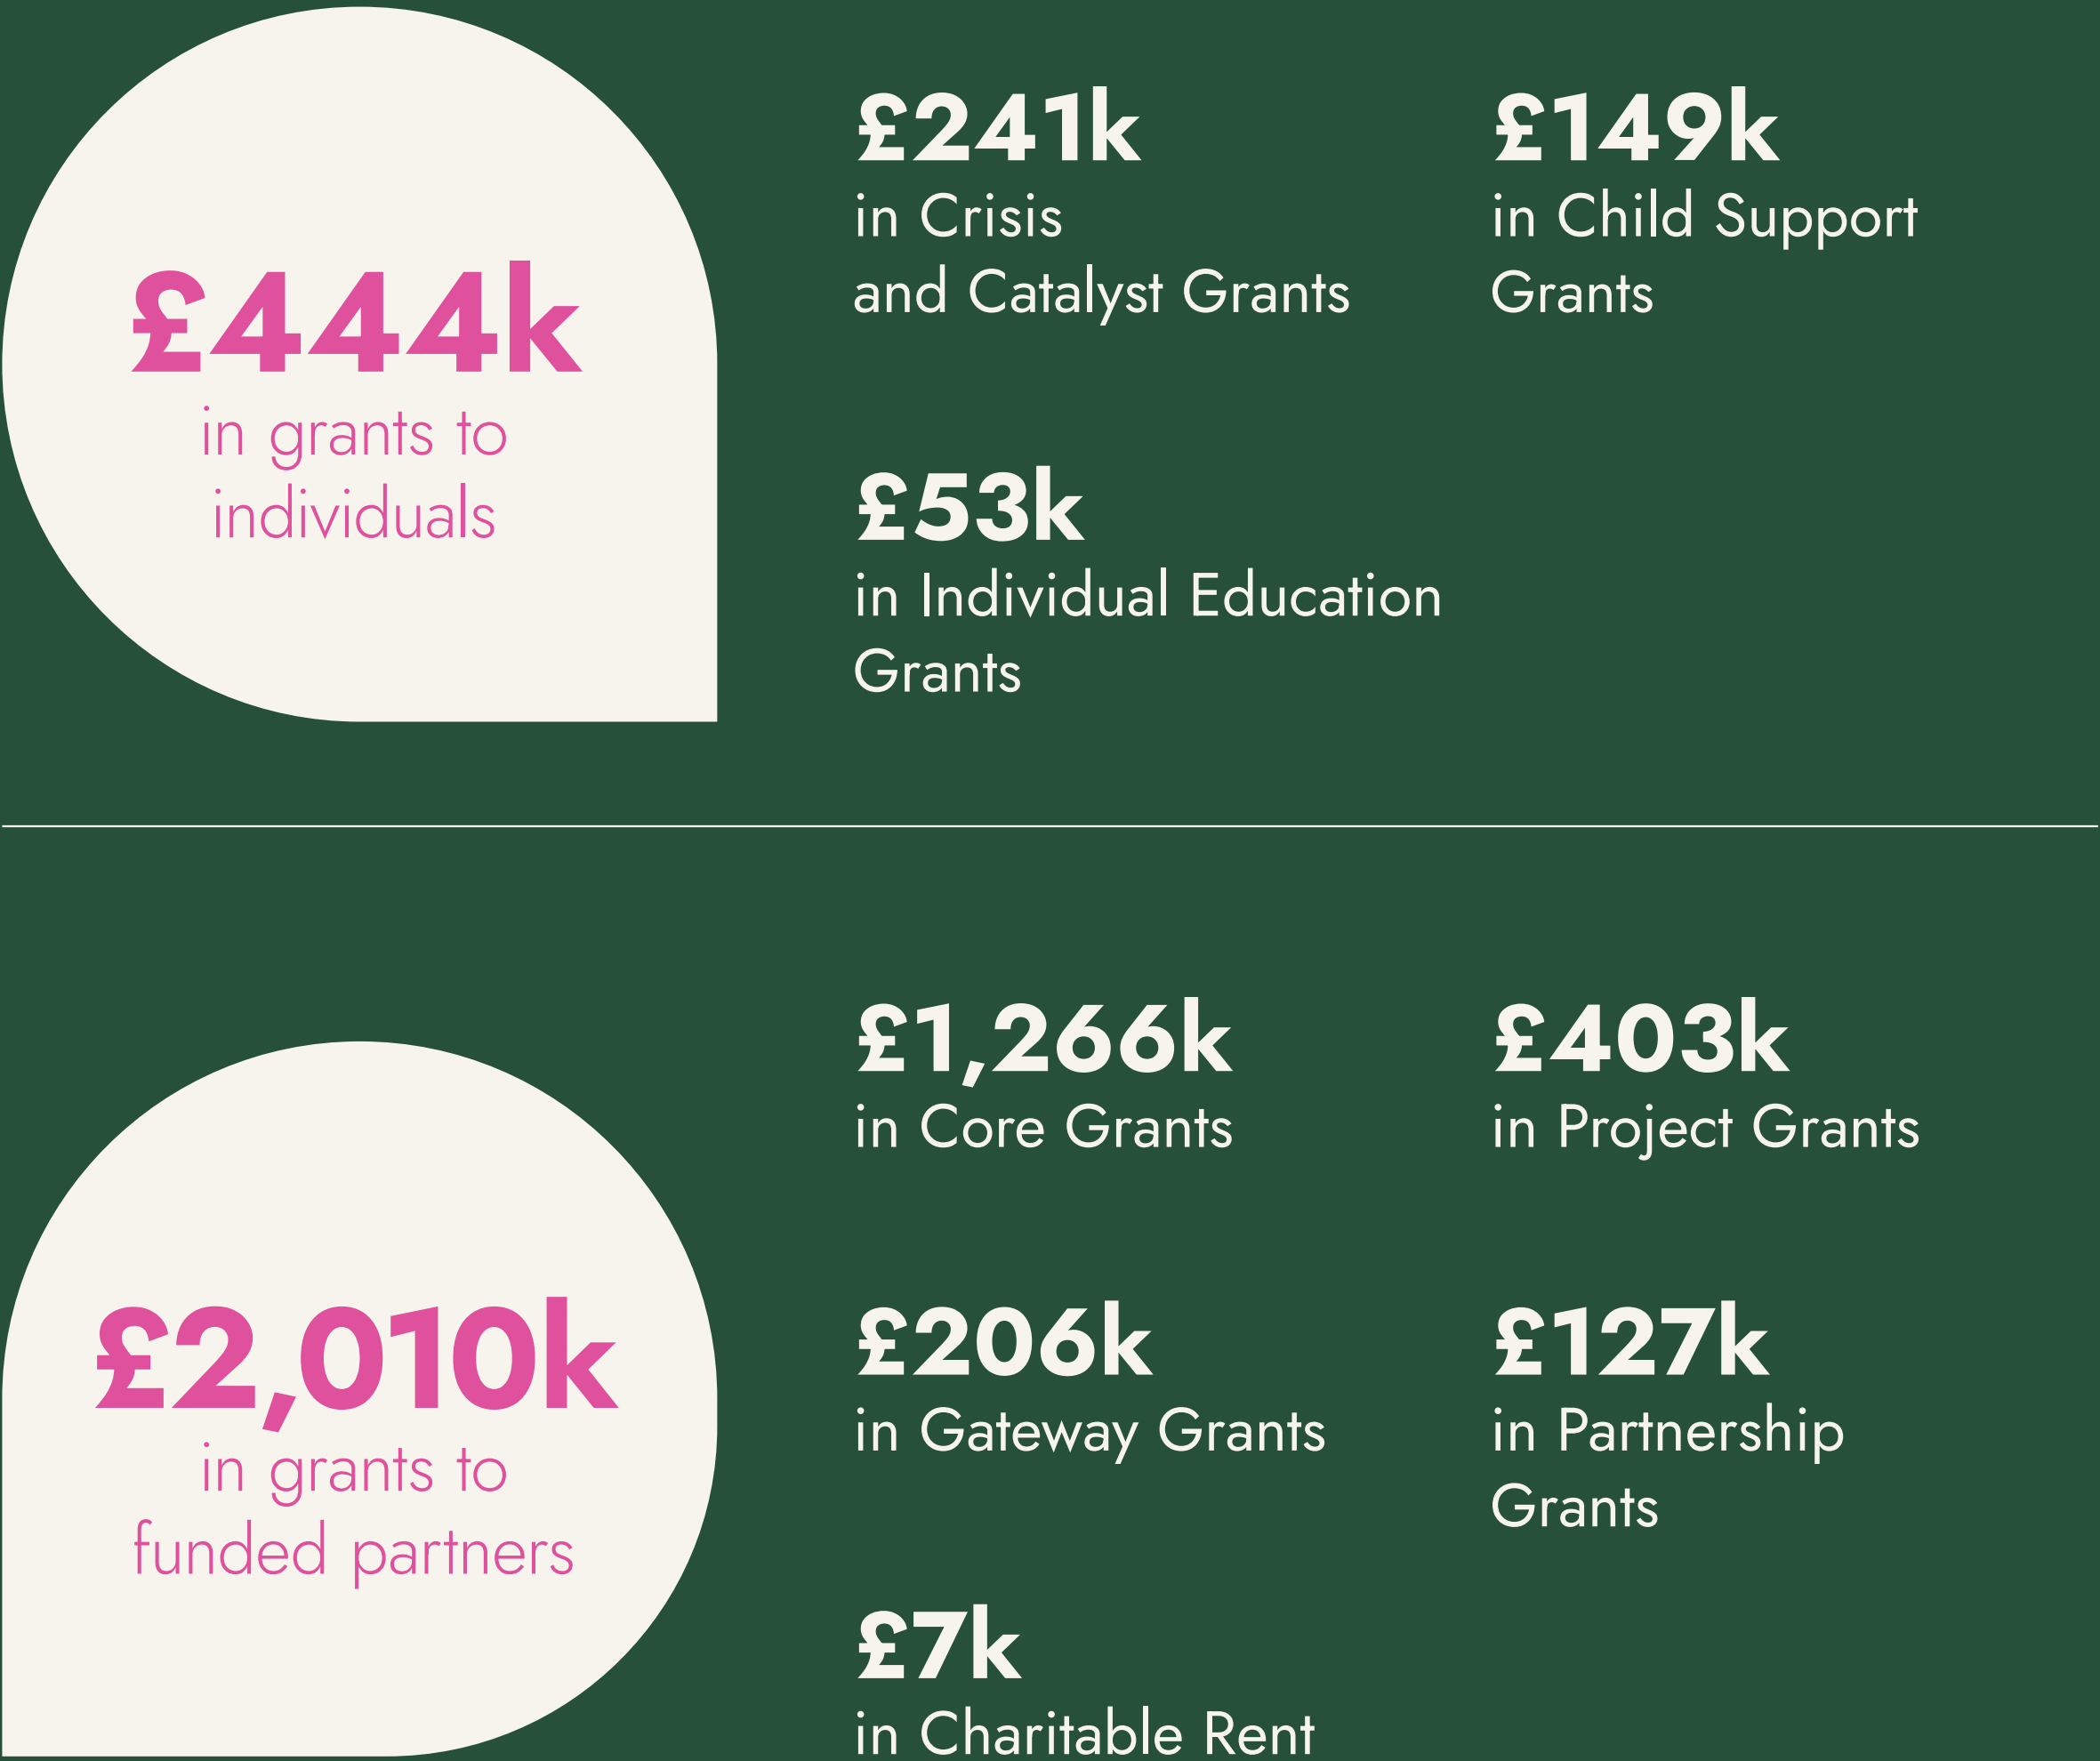 £444k
in grants to
individuals
£241k
in Crisis
and Catalyst Grants
£149k
in Child Support
Grants
£53k
in Individual Education
Grants
£2,010k
in grants to
funded partners
£1,266k
in Core Grants
£403k
in Project Grants
£206k
in Gateway Grants
£127k
in Partnership
Grants
£7k
in Charitable Rent